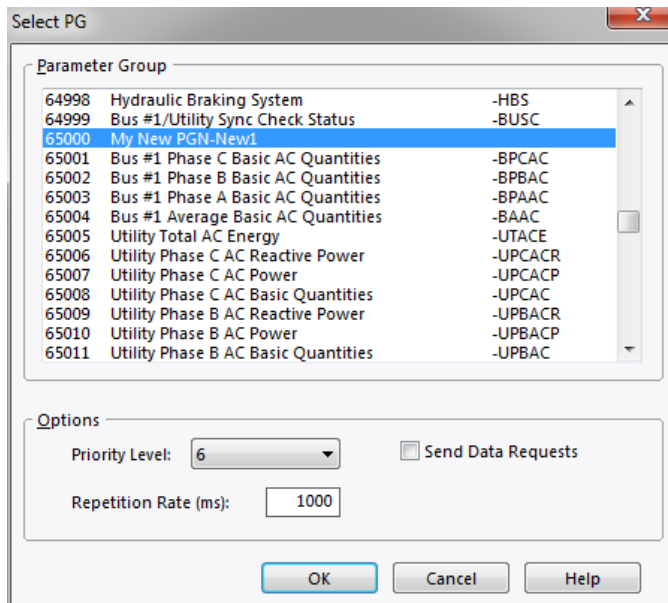 Select PG
Parameter Group
64998 Hydraulic Braking System -HBS
64999 Bus #1/Utility Sync Check Status -BUSC
65000 My New PGN-New1
65001 Bus #1 Phase C Basic AC Quantities -BPCAC
65002 Bus #1 Phase B Basic AC Quantities -BPBAC
65003 Bus #1 Phase A Basic AC Quantities -BPAAC
65004 Bus #1 Average Basic AC Quantities -BAAC
65005 Utility Total AC Energy -UTACE
65006 Utility Phase C AC Reactive Power -UPCACR
65007 Utility Phase C AC Power -UPCACP
65008 Utility Phase C AC Basic Quantities -UPCAC
65009 Utility Phase B AC Reactive Power -UPBACR
65010 Utility Phase B AC Power -UPBACP
65011 Utility Phase B AC Basic Quantities -UPBAC
Options
Priority Level: 6 Send Data Requests
Repetition Rate (ms): 1000
OK Cancel Help